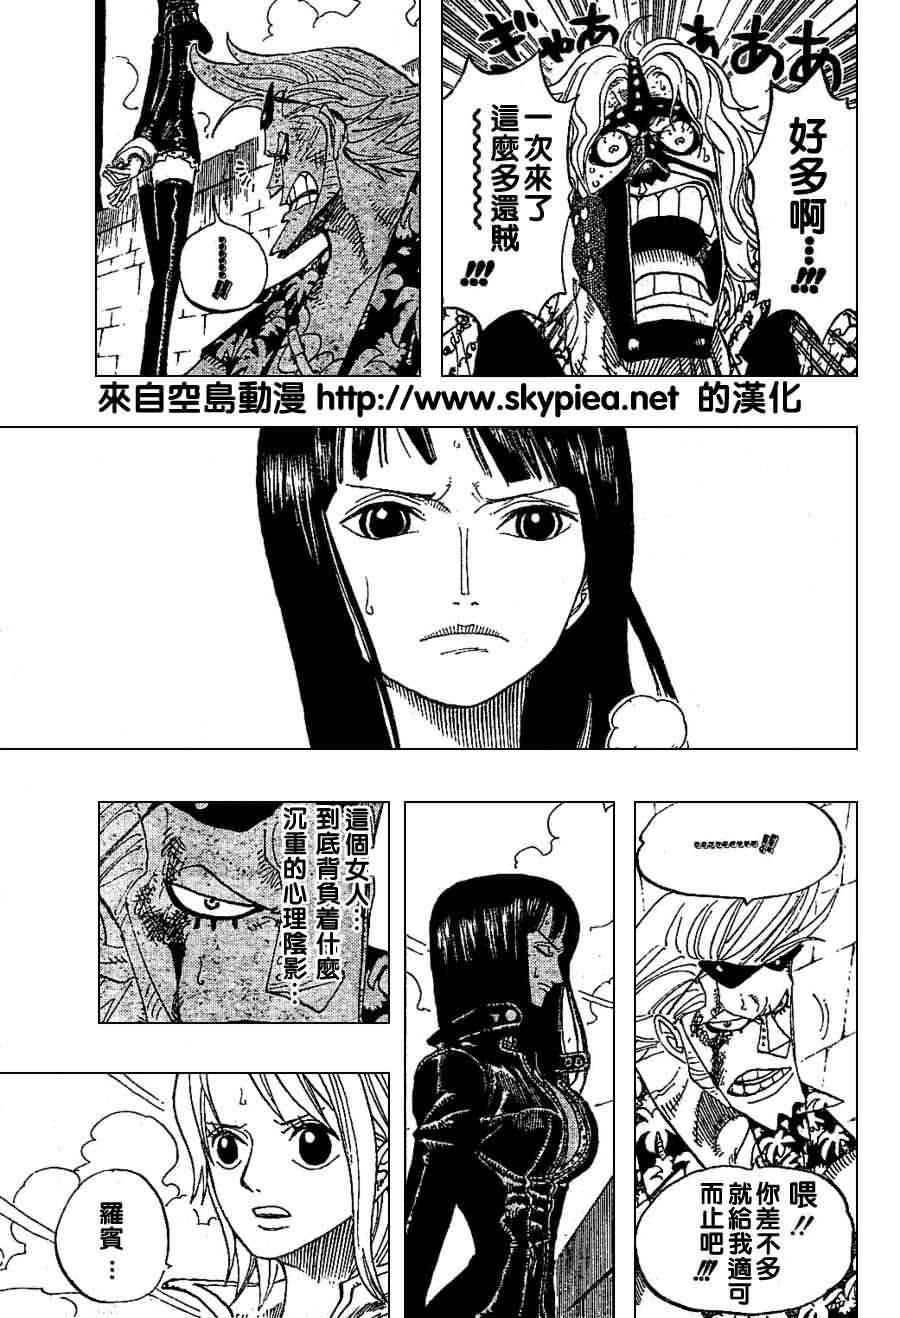 ああ
ぁ
ぎゃあ
好多啊…!!!
一次來了
這麼多還賊
~~~~!!!
……!!
來自空島動漫 http://www.skypiea.net 的漢化
…………!!
喂!!
你差不多
就給我適可
而止吧!!!
這個女人…
到底背負着什麼
沉重的心理陰影…
羅賓…